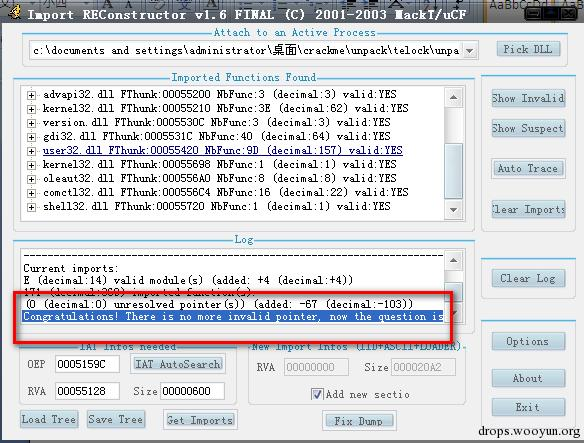 Import REConstructor v1.6 FINAL (C) 2001-2003 MackT/uCF
Attach to an Active Process
c:\documents and settings\administrator\桌面\crackme\unpack\telock\unpa
Pick DLL
Imported Functions Found
advapi32.dll FThunk:00055200 NbFunc:3 (decimal:3) valid:YES
kernel32.dll FThunk:00055210 NbFunc:3E (decimal:62) valid:YES
version.dll FThunk:0005530C NbFunc:3 (decimal:3) valid:YES
gdi32.dll FThunk:0005531C NbFunc:40 (decimal:64) valid:YES
user32.dll FThunk:00055420 NbFunc:9D (decimal:157) valid:YES
kernel32.dll FThunk:00055698 NbFunc:1 (decimal:1) valid:YES
oleaut32.dll FThunk:000556A0 NbFunc:8 (decimal:8) valid:YES
comctl32.dll FThunk:000556C4 NbFunc:16 (decimal:22) valid:YES
shell32.dll FThunk:00055720 NbFunc:1 (decimal:1) valid:YES
Show Invalid
Show Suspect
Auto Trace
Clear Imports
Log
Current imports:
E (decimal:14) valid module(s) (added: +4 (decimal:+4))
imported function(s)
(0 (decimal:0) unresolved pointer(s)) (added: -67 (decimal:-103))
Congratulations! There is no more invalid pointer, now the question is
Clear Log
IAT Infos needed
OEP 0005159C IAT AutoSearch
RVA 00055128 Size 00000600
Load Tree Save Tree Get Imports
New Import Infos (IID+ASCII+LOADER)
RVA 00000000 Size 000020A2
Add new sectio
Fix Dump
Options
About
Exit
drops.wooyun.org